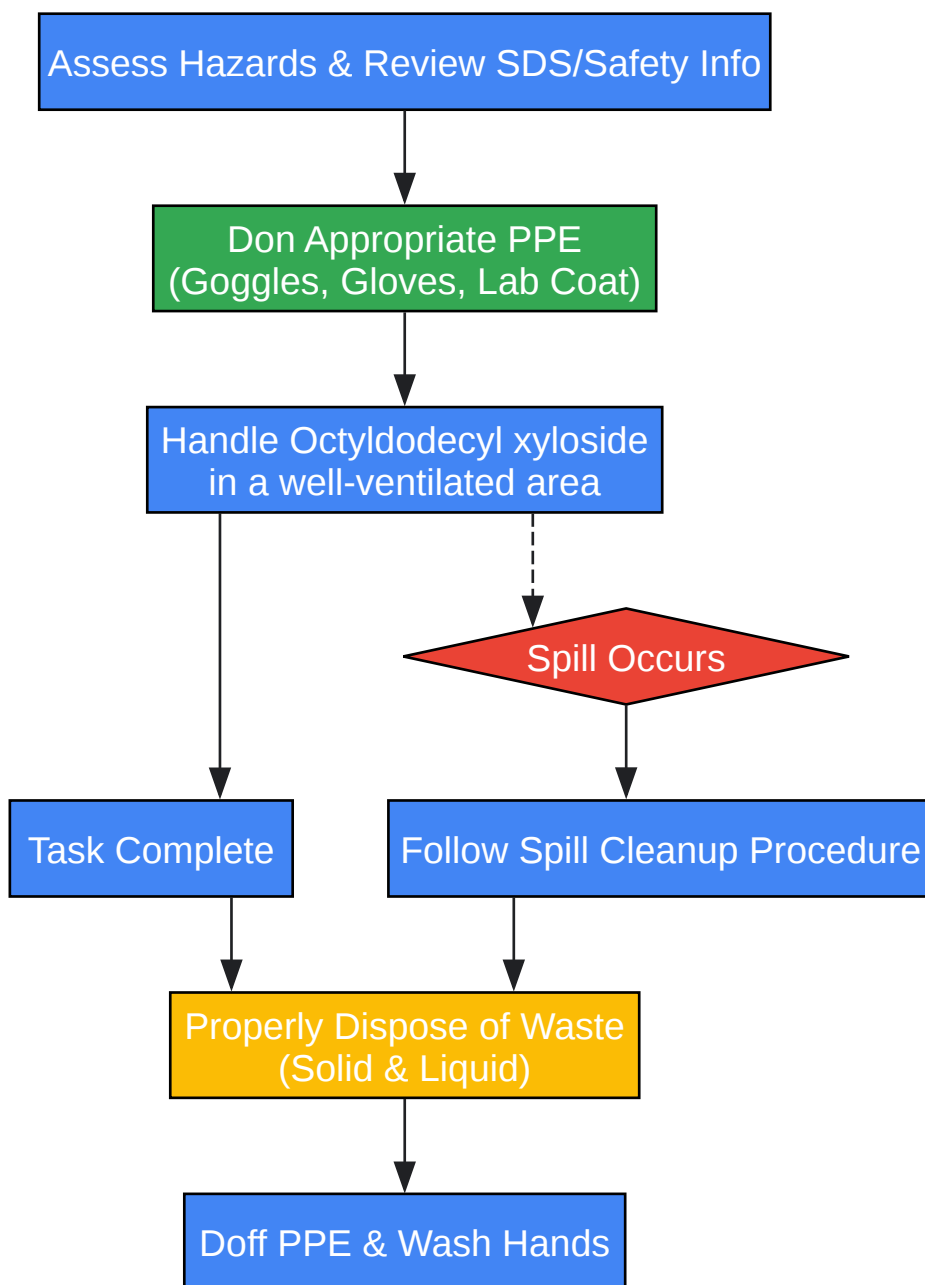 Assess Hazards & Review SDS/Safety Info
Don Appropriate PPE
(Goggles, Gloves, Lab Coat)
Handle Octyldodecyl xyloside
in a well-ventilated area
Spill Occurs
Task Complete
Follow Spill Cleanup Procedure
Properly Dispose of Waste
(Solid & Liquid)
Doff PPE & Wash Hands